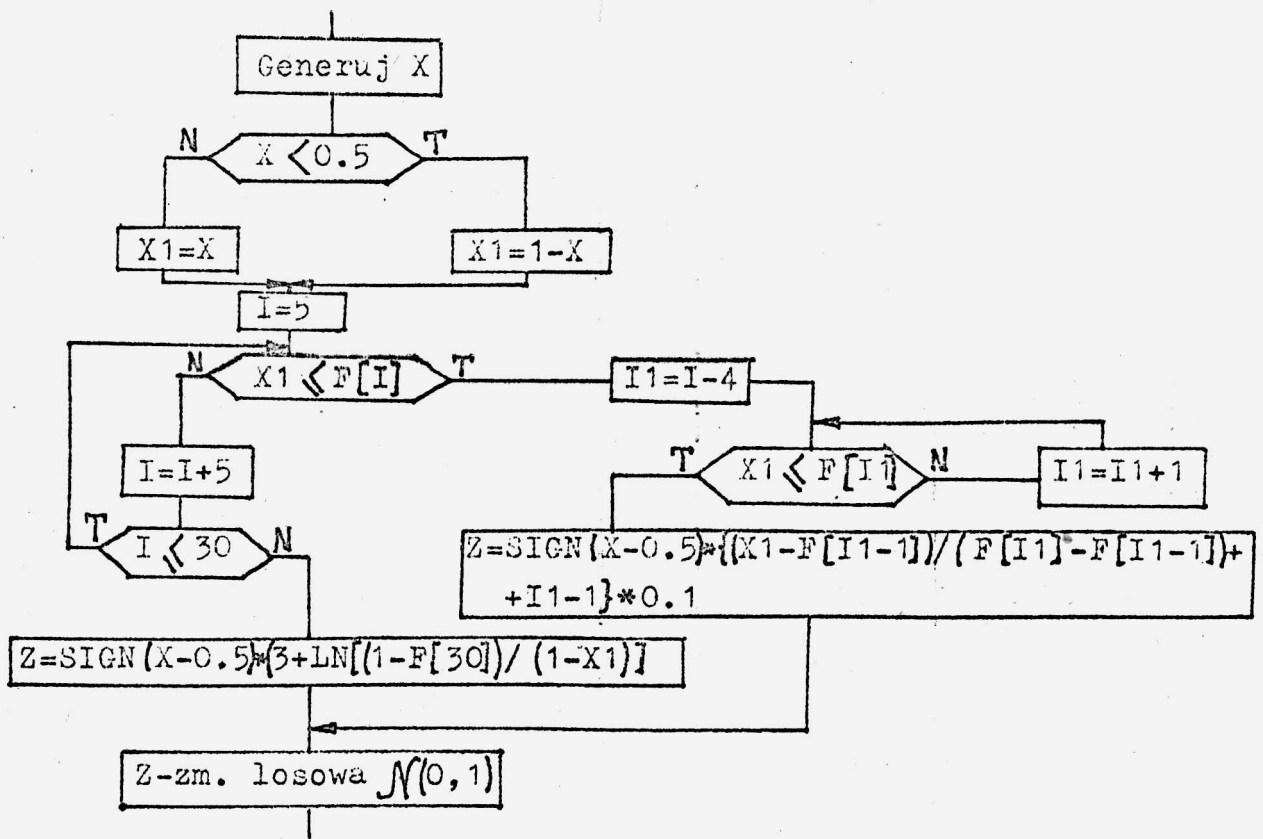 Generuj X
N
X < 0.5
T
X1=X
X1=1-X
I=5
N
X1 ⩽ F[I]
T
I1=I-4
I=I+5
T
X1 ⩽ F[I1]
N
I1=I1+1
T
I ⩽ 30
N
Z=SIGN(X-0.5)*{(X1-F[I1-1])/(F[I1]-F[I1-1])+
+I1-1}*0.1
Z=SIGN(X-0.5)*{3+LN[(1-F[30])/(1-X1)]
Z-zm. losowa N(0,1)